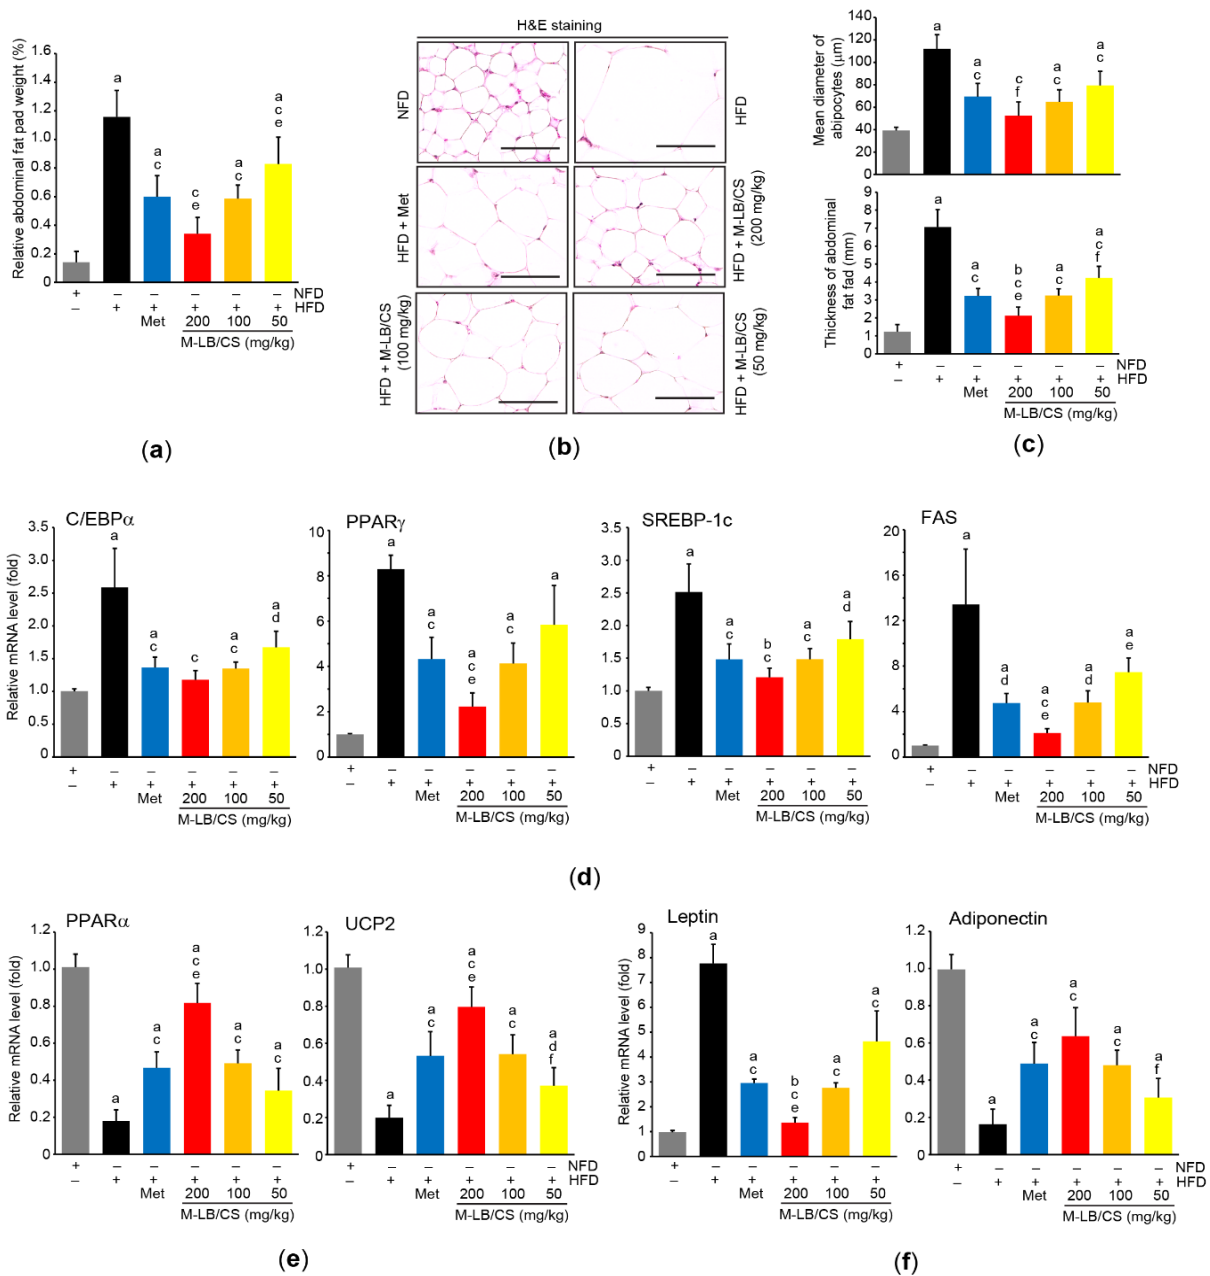 Relative abdominal fat pad weight (%)
1.6
1.4
1.2
1.0
0.8
0.6
0.4
0.2
0
a
a
c
c
e
a
c
a
c
e
+ – – – – – NFD
– + + + + + HFD
Met 200 100 50
M-LB/CS (mg/kg)
(a)
H&E staining
NFD
HFD
HFD + Met
HFD + M-LB/CS
(200 mg/kg)
HFD + M-LB/CS
(100 mg/kg)
HFD + M-LB/CS
(50 mg/kg)
(b)
Mean diameter of
abipocytes (μm)
140
120
100
80
60
40
20
0
a
a
c
c
f
a
c
a
c
Thickness of abdominal
fat fad (mm)
9
8
7
6
5
4
3
2
1
0
a
a
c
b
c
e
a
c
a
c
f
+ – – – – – NFD
– + + + + + HFD
Met 200 100 50
M-LB/CS (mg/kg)
(c)
C/EBPα
Relative mRNA level (fold)
3.5
3.0
2.5
2.0
1.5
1.0
0.5
0
a
a
c
c
a
c
a
d
+ – – – – –
– + + + + +
Met 200 100 50
M-LB/CS (mg/kg)
PPARγ
10
8
6
4
2
0
a
a
c
a
c
e
a
c
a
+ – – – – –
– + + + + +
Met 200 100 50
M-LB/CS (mg/kg)
SREBP-1c
3.5
3.0
2.5
2.0
1.5
1.0
0.5
0
a
a
c
b
c
a
c
a
d
+ – – – – –
– + + + + +
Met 200 100 50
M-LB/CS (mg/kg)
FAS
20
16
12
8
4
0
a
a
d
a
c
e
a
d
a
e
+ – – – – – NFD
– + + + + + HFD
Met 200 100 50
M-LB/CS (mg/kg)
(d)
PPARα
Relative mRNA level (fold)
1.2
1.0
0.8
0.6
0.4
0.2
0
a
a
c
a
c
e
a
c
a
c
+ – – – – –
– + + + + +
Met 200 100 50
M-LB/CS (mg/kg)
UCP2
1.2
1.0
0.8
0.6
0.4
0.2
0
a
a
c
a
c
e
a
c
a
d
f
+ – – – – – NFD
– + + + + + HFD
Met 200 100 50
M-LB/CS (mg/kg)
(e)
Leptin
Relative mRNA level (fold)
9
8
7
6
5
4
3
2
1
0
a
a
c
b
c
e
a
c
a
c
+ – – – – –
– + + + + +
Met 200 100 50
M-LB/CS (mg/kg)
Adiponectin
1.2
1.0
0.8
0.6
0.4
0.2
0
a
a
c
a
c
a
c
a
f
+ – – – – – NFD
– + + + + + HFD
Met 200 100 50
M-LB/CS (mg/kg)
(f)